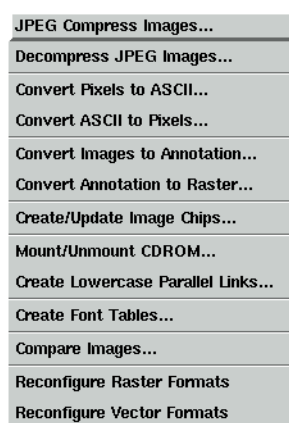 JPEG Compress Images...
Decompress JPEG Images...
Convert Pixels to ASCII...
Convert ASCII to Pixels...
Convert Images to Annotation...
Convert Annotation to Raster...
Create/Update Image Chips...
Mount/Unmount CDROM...
Create Lowercase Parallel Links...
Create Font Tables...
Compare Images...
Reconfigure Raster Formats
Reconfigure Vector Formats